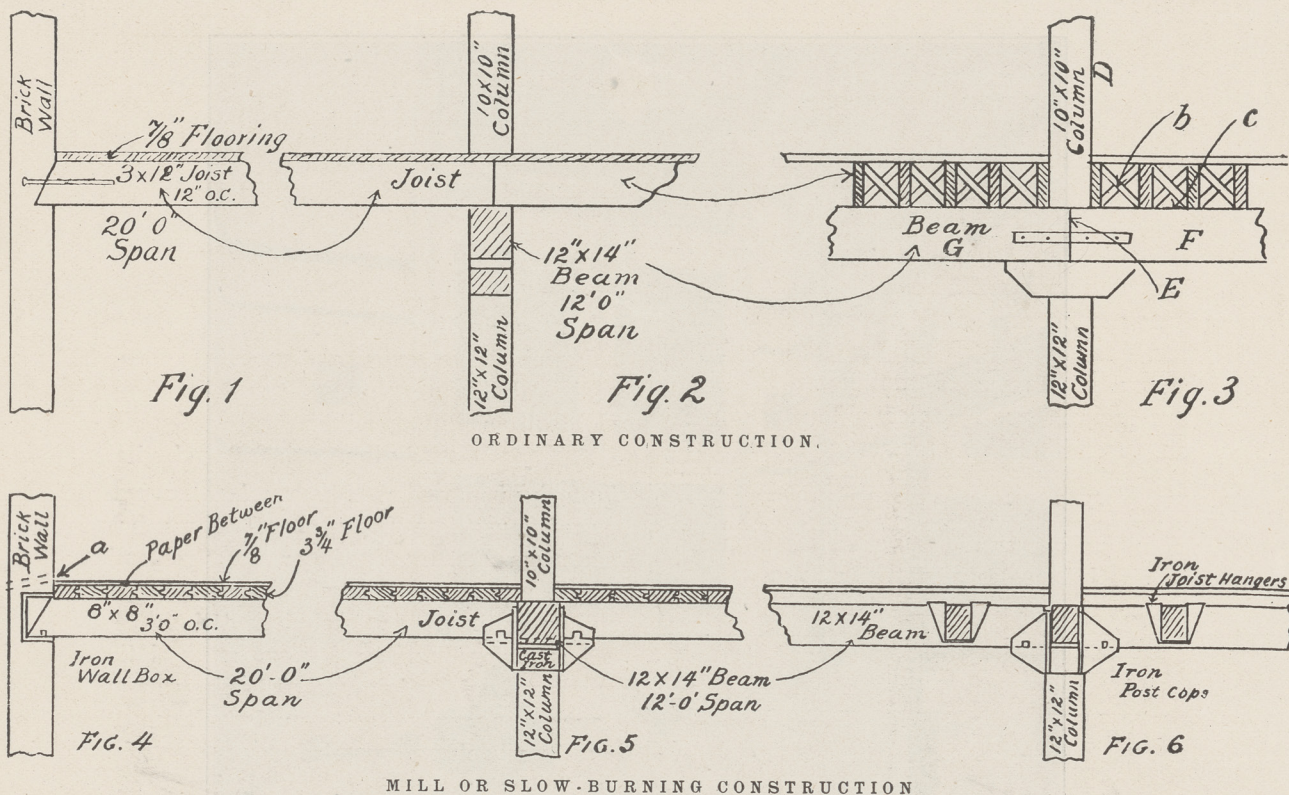 Brick
Wall
7/8" Flooring
3x12" Joist
12" o.c.
20' 0"
Span
Fig. 1
10x10"
Column
Joist
12"x14"
Beam
12'0"
Span
12"x12"
Column
Fig. 2
10"x10"
Column
D
b
c
Beam
G
F
E
12"x12"
Column
Fig. 3
ORDINARY CONSTRUCTION.
Brick
Wall
a
Paper Between
7/8" Floor
3 3/4" Floor
8"x8"
3'0" o.c.
Iron
Wall Box
20'-0"
Span
FIG. 4
10"x10"
Column
Joist
Cast
Iron
12x14" Beam
12'-0' Span
12"x12"
Column
FIG. 5
Iron
Joist Hangers
12x14"
Beam
Iron
Post Caps
12"x12"
Column
FIG. 6
MILL OR SLOW-BURNING CONSTRUCTION